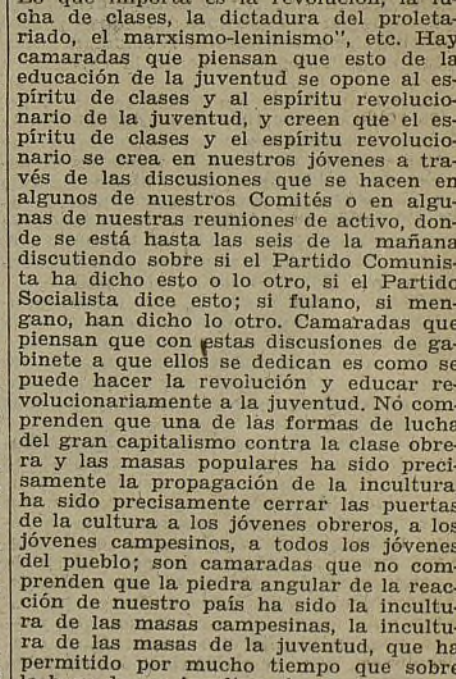 Lo que importa es la revolución, la lu-
cha de clases, la dictadura del proleta-
riado, el marxismo-leninismo", etc. Hay
camaradas que piensan que esto de la
educación de la juventud se opone al es-
píritu de clases y al espíritu revolucio-
nario de la juventud, y creen que el es-
píritu de clases y el espíritu revolucio-
nario se crea en nuestros jóvenes a tra-
vés de las discusiones que se hacen en
algunos de nuestros Comités o en algu-
nas de nuestras reuniones de activo, don-
de se está hasta las seis de la mañana
discutiendo sobre si el Partido Comunis-
ta ha dicho esto o lo otro, si el Partido
Socialista dice esto; si fulano, si men-
gano, han dicho lo otro. Camaradas que
piensan que con estas discusiones de ga-
binete a que ellos se dedican es como se
puede hacer la revolución y educar re-
volucionariamente a la juventud. No com-
prenden que una de las formas de lucha
del gran capitalismo contra la clase obre-
ra y las masas populares ha sido preci-
samente la propagación de la incultura
ha sido precisamente cerrar las puertas
de la cultura a los jóvenes obreros, a los
jóvenes campesinos, a todos los jóvenes
del pueblo; son camaradas que no com-
prenden que la piedra angular de la reac-
ción de nuestro país ha sido la incultu-
ra de las masas campesinas, la incultu-
ra de las masas de la juventud, que ha
permitido por mucho tiempo que sobre